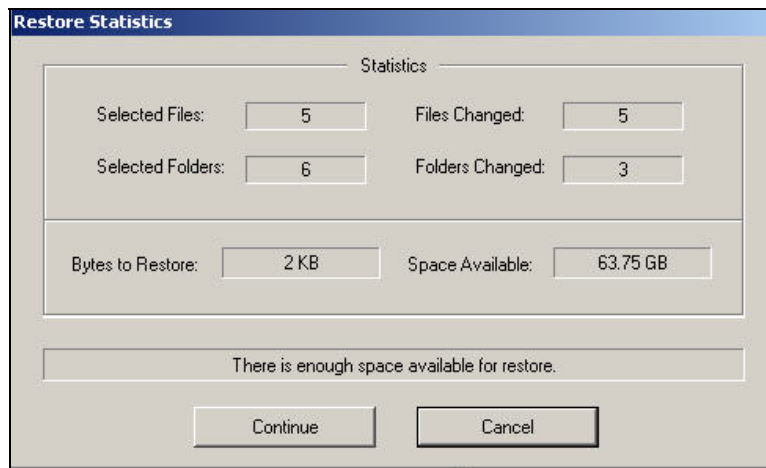 Restore Statistics
Statistics
Selected Files: 5 Files Changed: 5
Selected Folders: 6 Folders Changed: 3
Bytes to Restore: 2 KB Space Available: 63.75 GB
There is enough space available for restore.
Continue Cancel